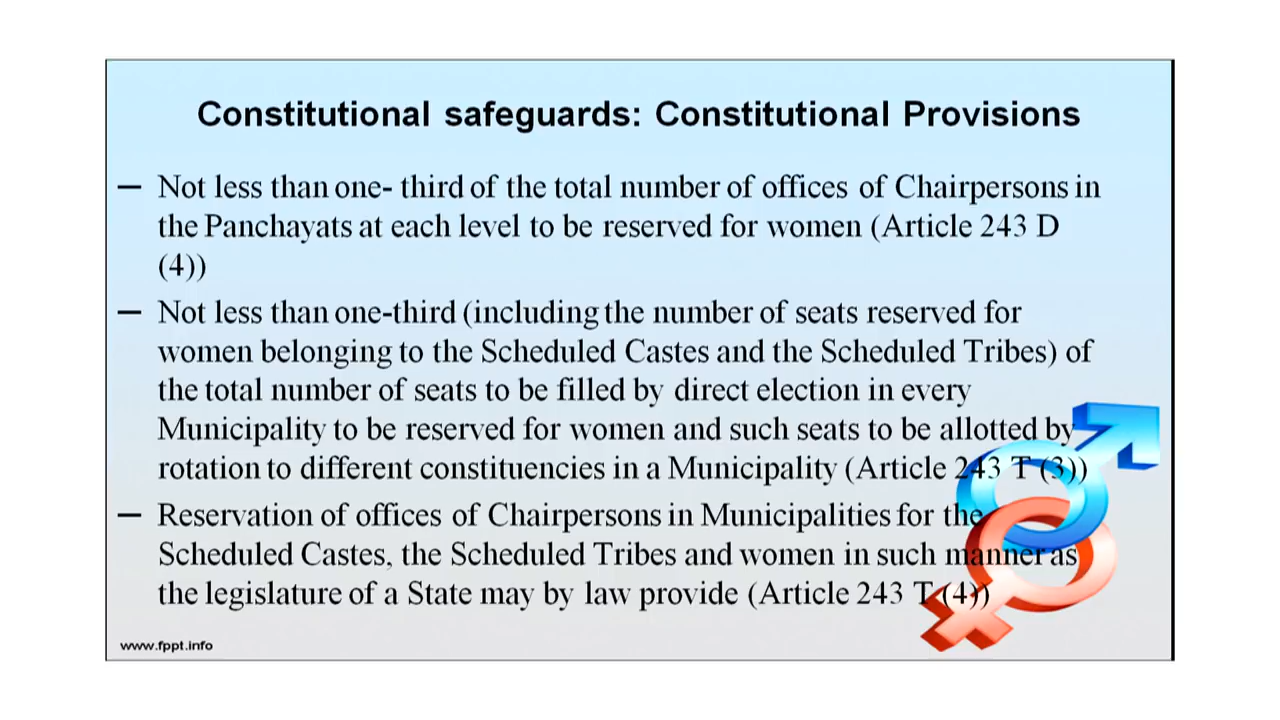 Constitutional safeguards: Constitutional Provisions
– Not less than one- third of the total number of offices of Chairpersons in
the Panchayats at each level to be reserved for women (Article 243 D
(4))
– Not less than one-third (including the number of seats reserved for
women belonging to the Scheduled Castes and the Scheduled Tribes) of
the total number of seats to be filled by direct election in every
Municipality to be reserved for women and such seats to be allotted by
rotation to different constituencies in a Municipality (Article 243 T (3))
– Reservation of offices of Chairpersons in Municipalities for the
Scheduled Castes, the Scheduled Tribes and women in such manner as
the legislature of a State may by law provide (Article 243 T (4))
www.fppt.info